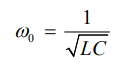 ω₀ = 1/√LC